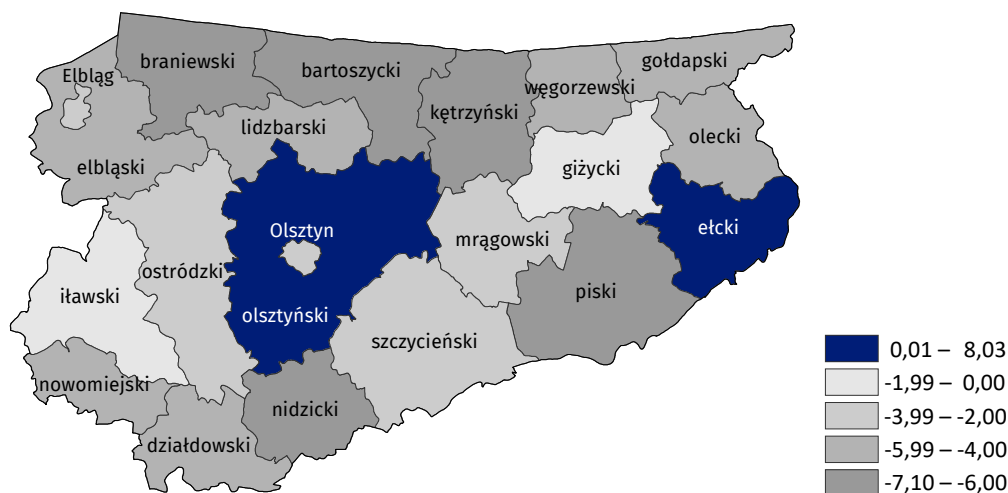 gołdapski
braniewski
bartoszycki
Elbląg
węgorzewski
kętrzyński
lidzbarski
olecki
elbląski
giżycki
Olsztyn
ełcki
mrągowski
ostródzki
iławski
piski
olsztyński
szczycieński
nowomiejski
nidzicki
działdowski
0,01 – 8,03
-1,99 – 0,00
-3,99 – -2,00
-5,99 – -4,00
-7,10 – -6,00